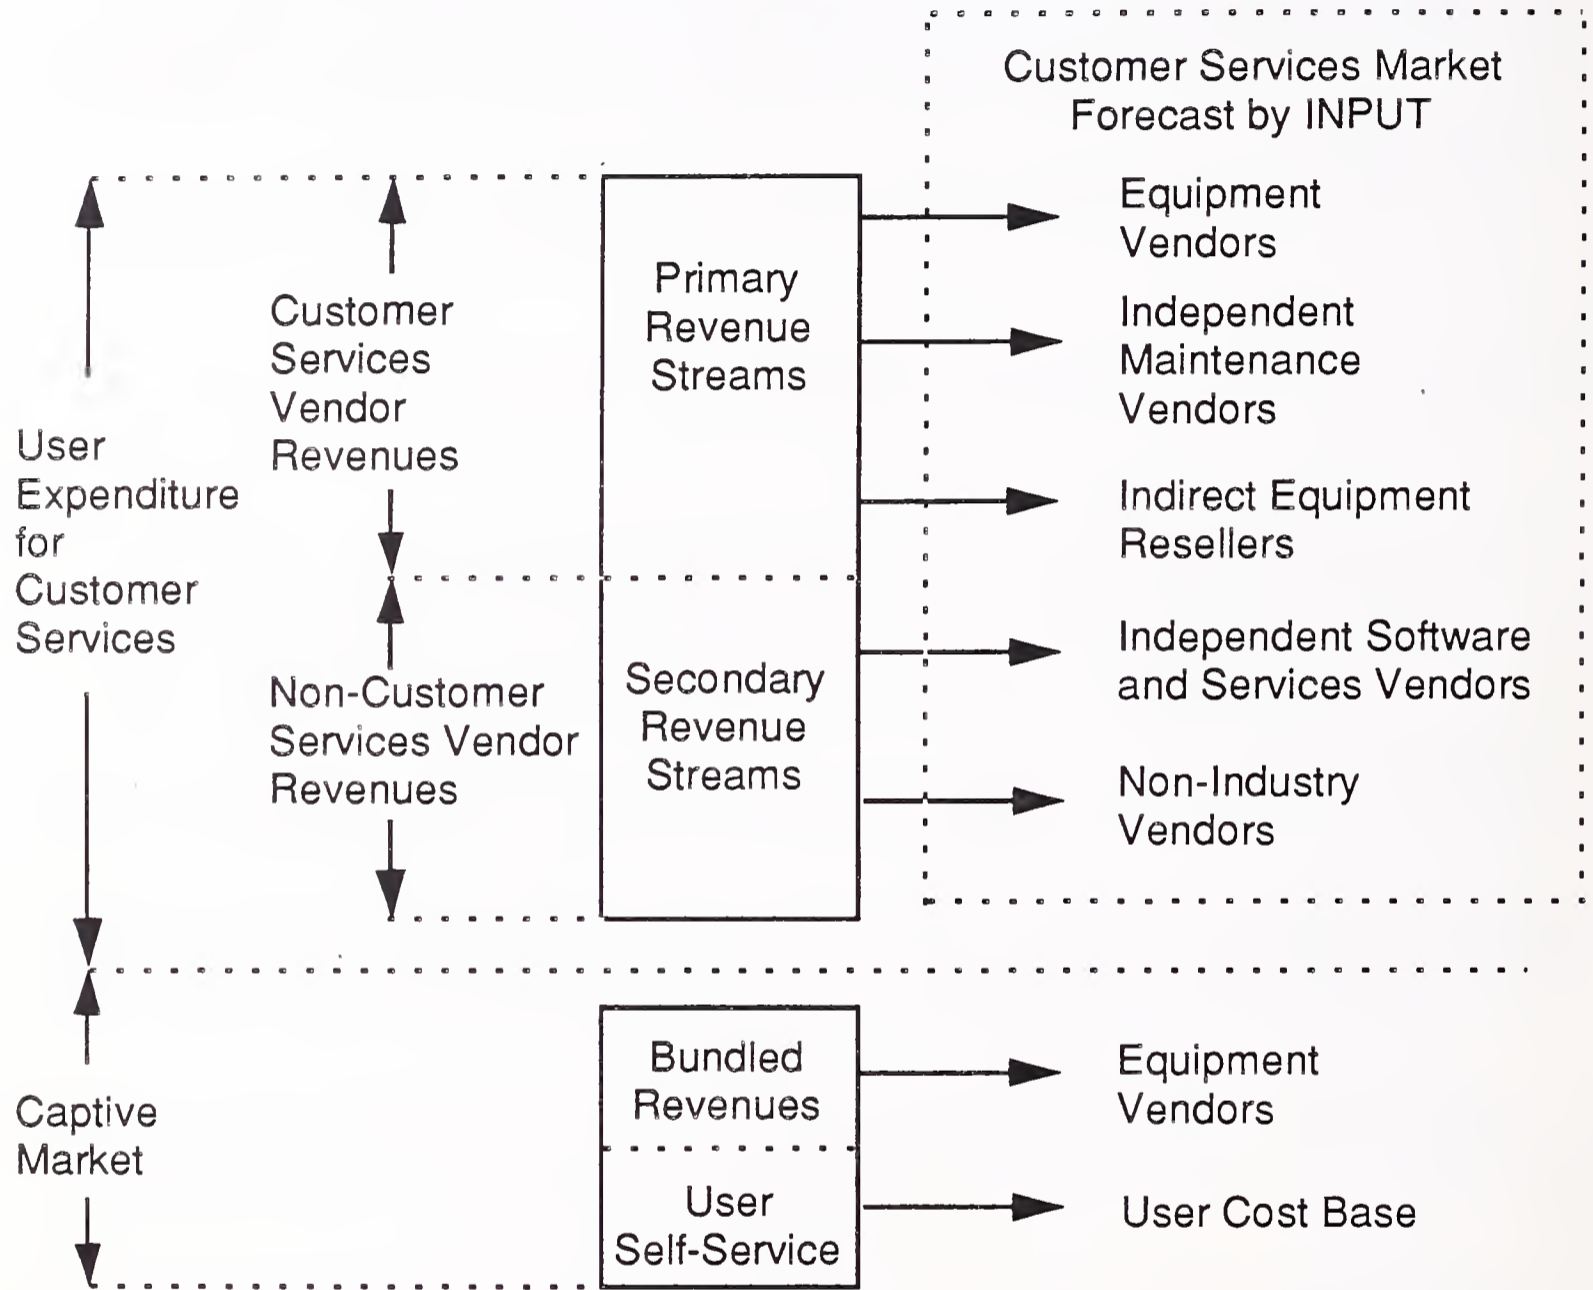 Customer Services Market
Forecast by INPUT
User
Expenditure
for
Customer
Services
Customer
Services
Vendor
Revenues
Non-Customer
Services Vendor
Revenues
Primary
Revenue
Streams
Secondary
Revenue
Streams
Equipment
Vendors
Independent
Maintenance
Vendors
Indirect Equipment
Resellers
Independent Software
and Services Vendors
Non-Industry
Vendors
Captive
Market
Bundled
Revenues
User
Self-Service
Equipment
Vendors
User Cost Base